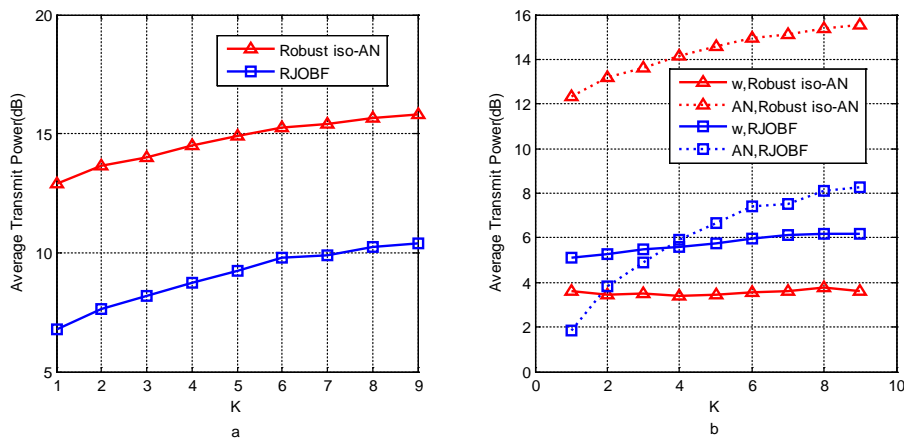 20
15
10
5
Average Transmit Power(dB)
Robust iso-AN
RJOBF
1 2 3 4 5 6 7 8 9
K
a
16
14
12
10
8
6
4
2
0
Average Transmit Power(dB)
w,Robust iso-AN
AN,Robust iso-AN
w,RJOBF
AN,RJOBF
0 2 4 6 8 10
K
b